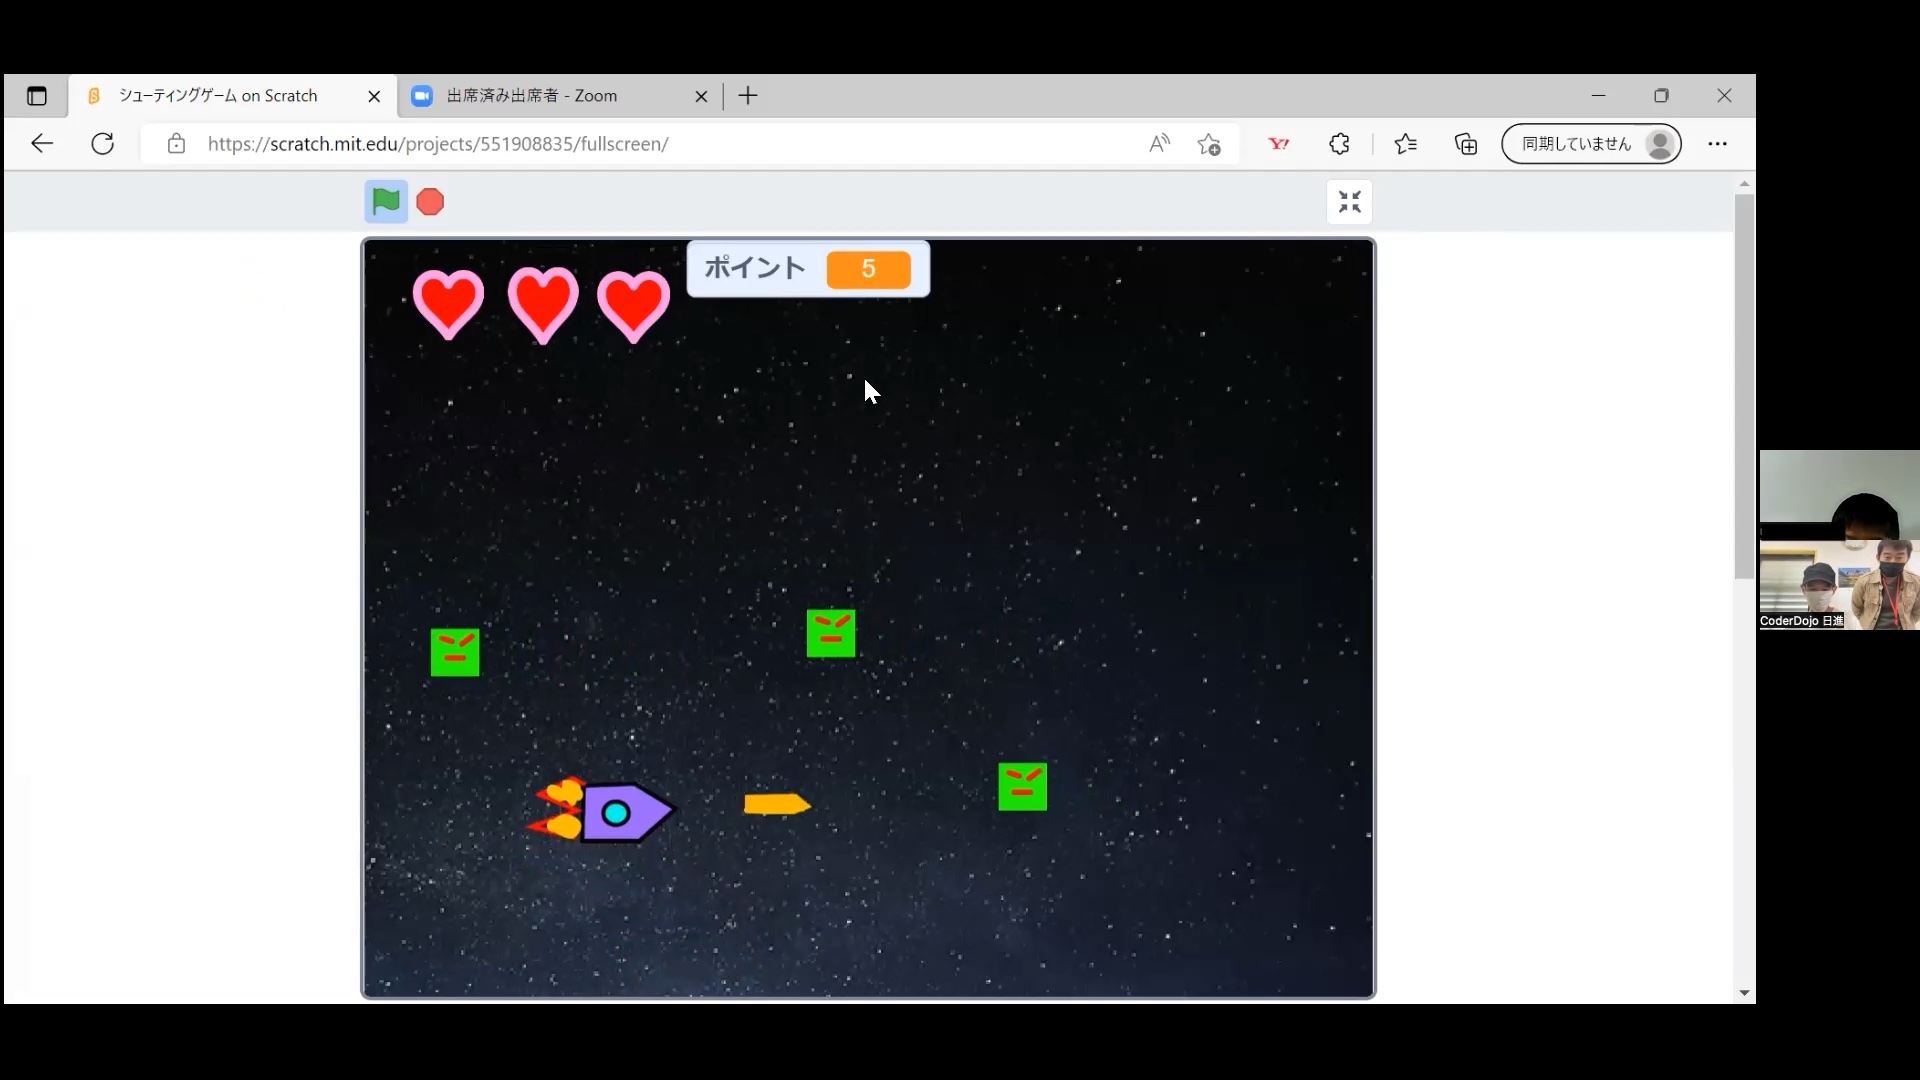 シューティングゲーム on Scratch
出席済み出席者 - Zoom
https://scratch.mit.edu/projects/551908835/fullscreen/
同期していません
ポイント 5
CoderDojo 日進